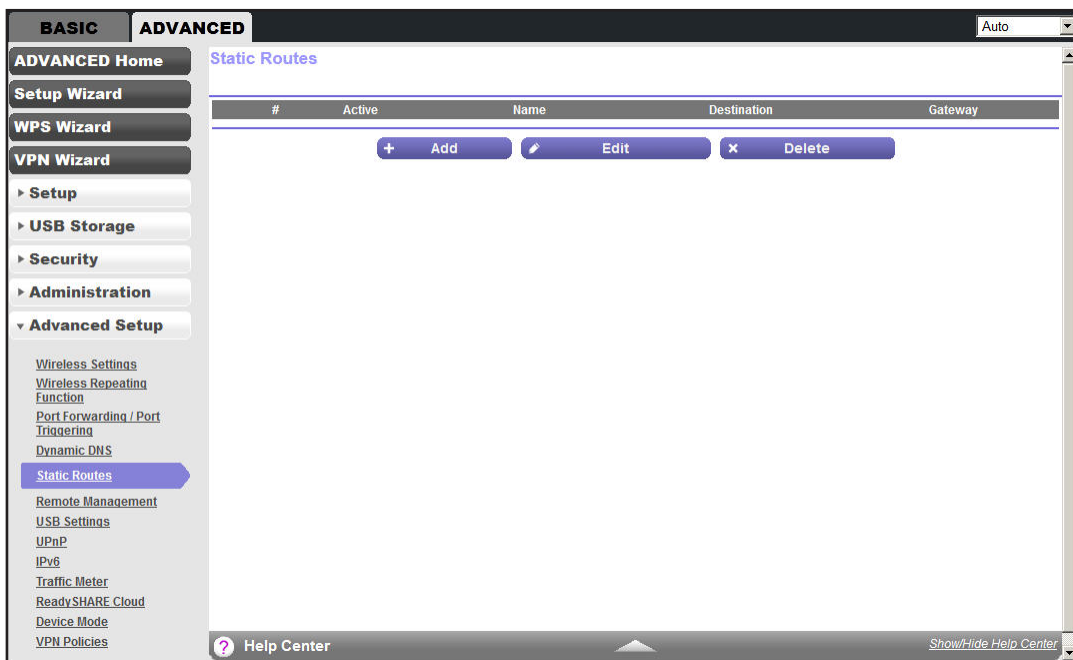 BASIC
ADVANCED
Auto
ADVANCED Home
Setup Wizard
WPS Wizard
VPN Wizard
Setup
USB Storage
Security
Administration
Advanced Setup
Wireless Settings
Wireless Repeating
Function
Port Forwarding / Port
Triggering
Dynamic DNS
Static Routes
Remote Management
USB Settings
UPnP
IPv6
Traffic Meter
ReadySHARE Cloud
Device Mode
VPN Policies
Static Routes
# Active Name Destination Gateway
Add Edit Delete
? Help Center Show/Hide Help Center